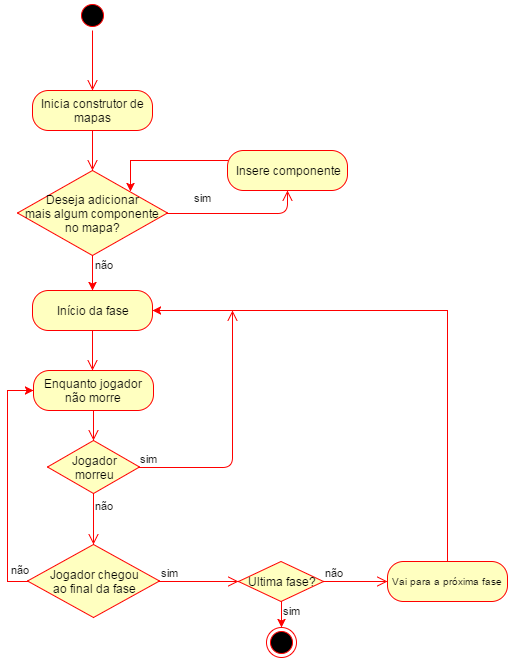 Inicia construtor de
mapas
Insere componente
Deseja adicionar
mais algum componente
no mapa?
sim
não
Início da fase
Enquanto jogador
não morre
Jogador
morreu
sim
não
Jogador chegou
ao final da fase
não
sim
Ultima fase?
não
sim
Vai para a próxima fase